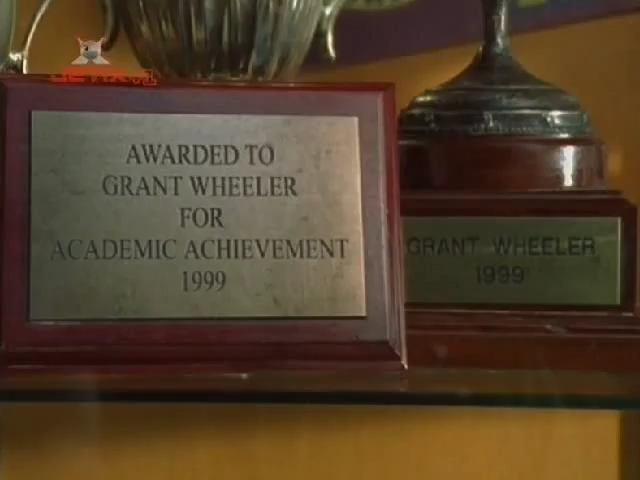 AWARDED TO
GRANT WHEELER
FOR
ACADEMIC ACHIEVEMENT
1999
GRANT WHEELER
1999